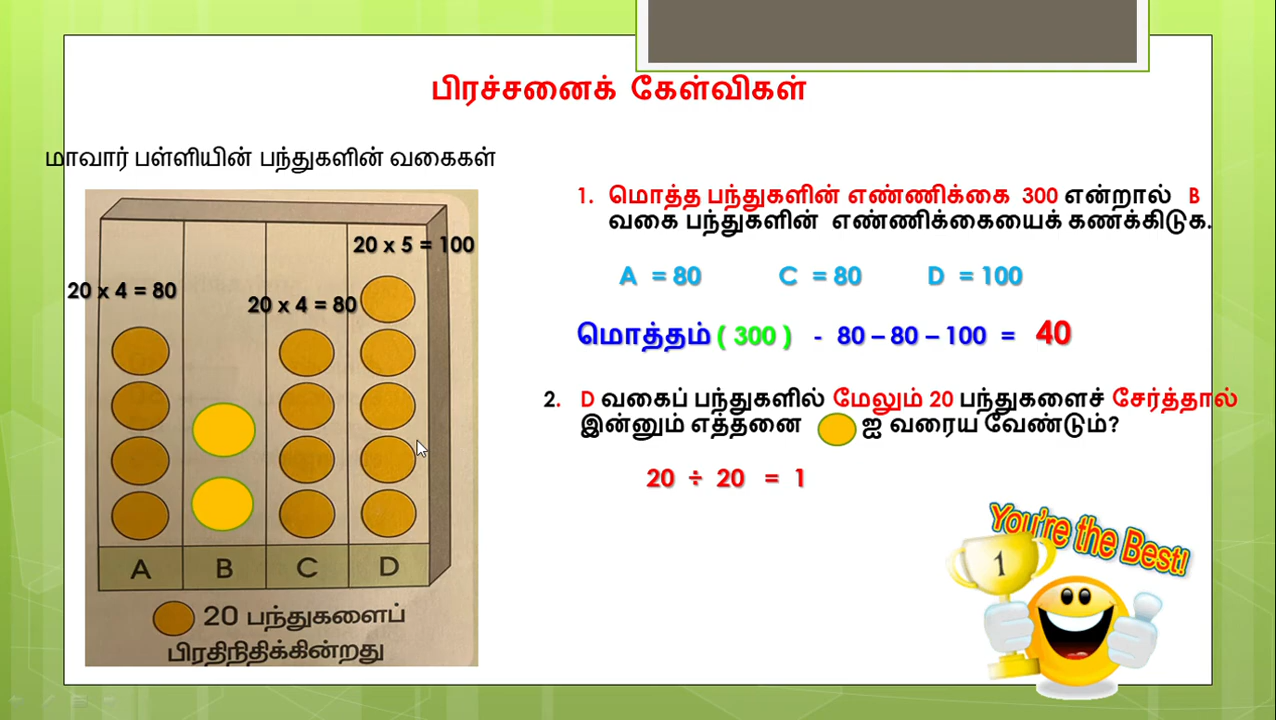 பிரச்சனைக் கேள்விகள்
மாவார் பள்ளியின் பந்துகளின் வகைகள்
20 x 5 = 100
20 x 4 = 80
20 x 4 = 80
A B C D
20 பந்துகளைப்
பிரதிநிதிக்கின்றது
1. மொத்த பந்துகளின் எண்ணிக்கை 300 என்றால் B
வகை பந்துகளின் எண்ணிக்கையைக் கணக்கிடுக.
A = 80 C = 80 D = 100
மொத்தம் ( 300 ) - 80 – 80 – 100 = 40
2. D வகைப் பந்துகளில் மேலும் 20 பந்துகளைச் சேர்த்தால்
இன்னும் எத்தனை ஐ வரைய வேண்டும்?
20 ÷ 20 = 1
You're the Best!
1